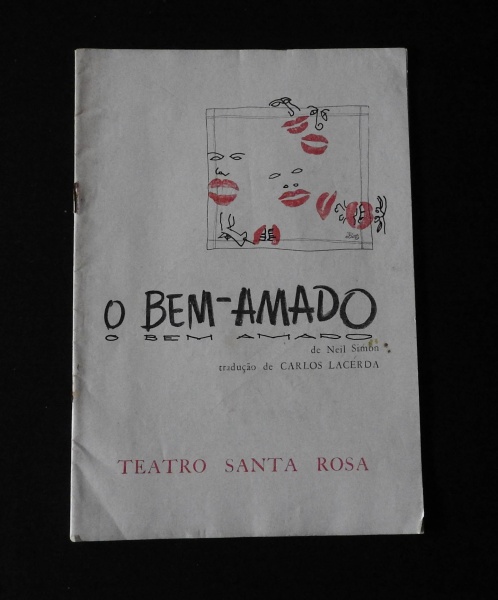 O BEM-AMADO
O BEM AMADO
de Neil Simon
tradução de CARLOS LACERDA
TEATRO SANTA ROSA